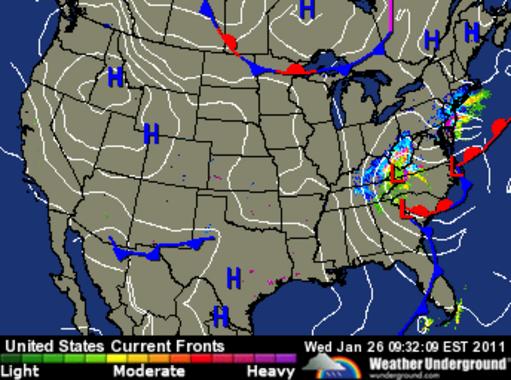 H
H
H
H
H
L
L
L
H
H
United States Current Fronts
Wed Jan 26 09:32:09 EST 2011
Light Moderate Heavy
Weather Underground
wunderground.com